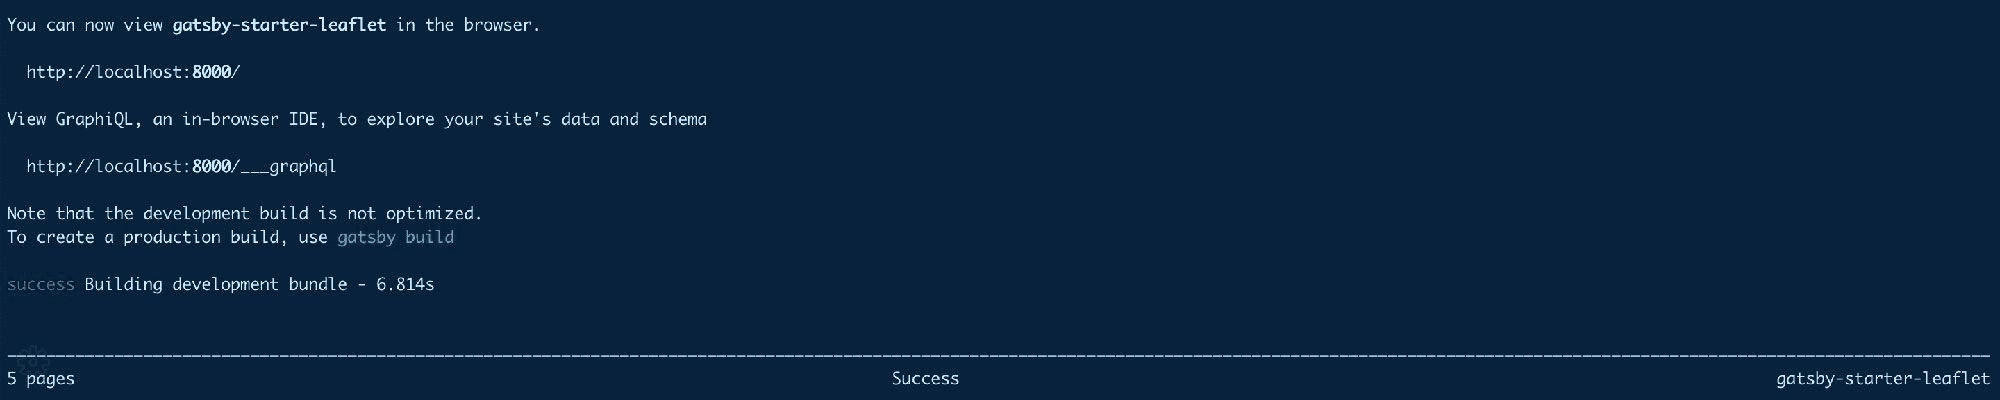 You can now view gatsby-starter-leaflet in the browser.
http://localhost:8000/
View GraphiQL, an in-browser IDE, to explore your site's data and schema
http://localhost:8000/___graphql
Note that the development build is not optimized.
To create a production build, use gatsby build
success Building development bundle - 6.814s
5 pages Success gatsby-starter-leaflet